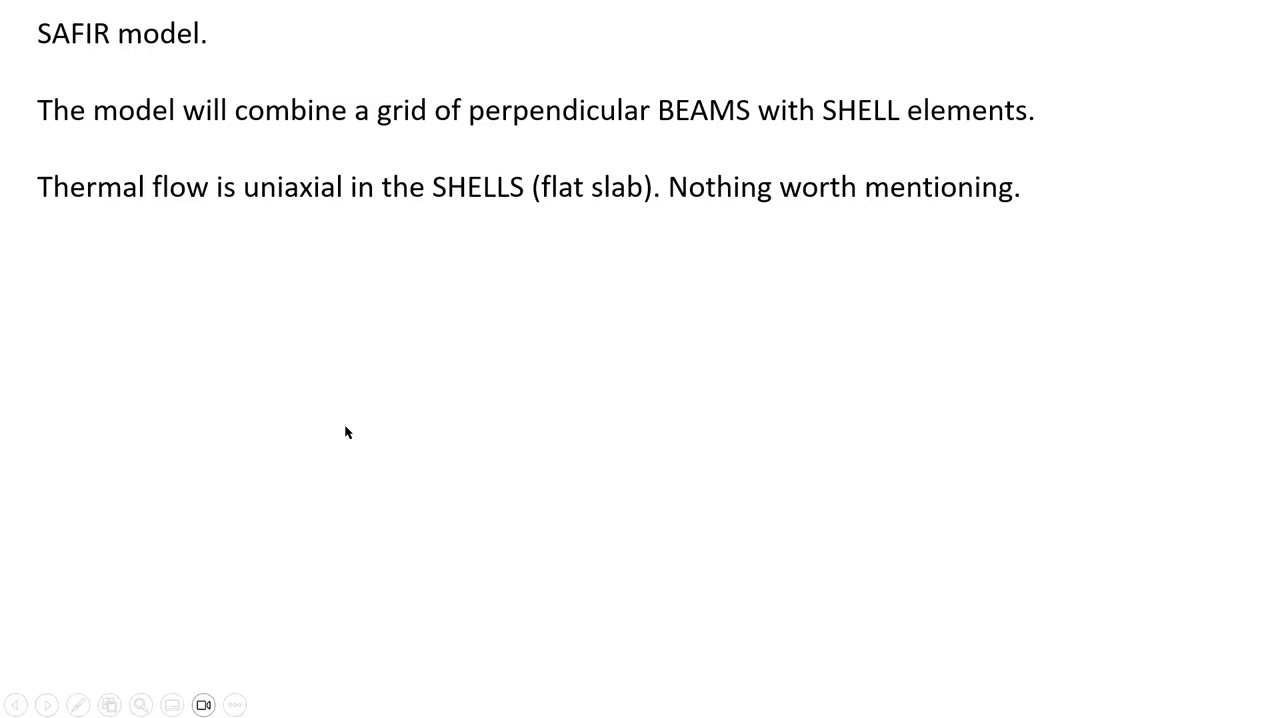 SAFIR model.
The model will combine a grid of perpendicular BEAMS with SHELL elements.
Thermal flow is uniaxial in the SHELLS (flat slab). Nothing worth mentioning.